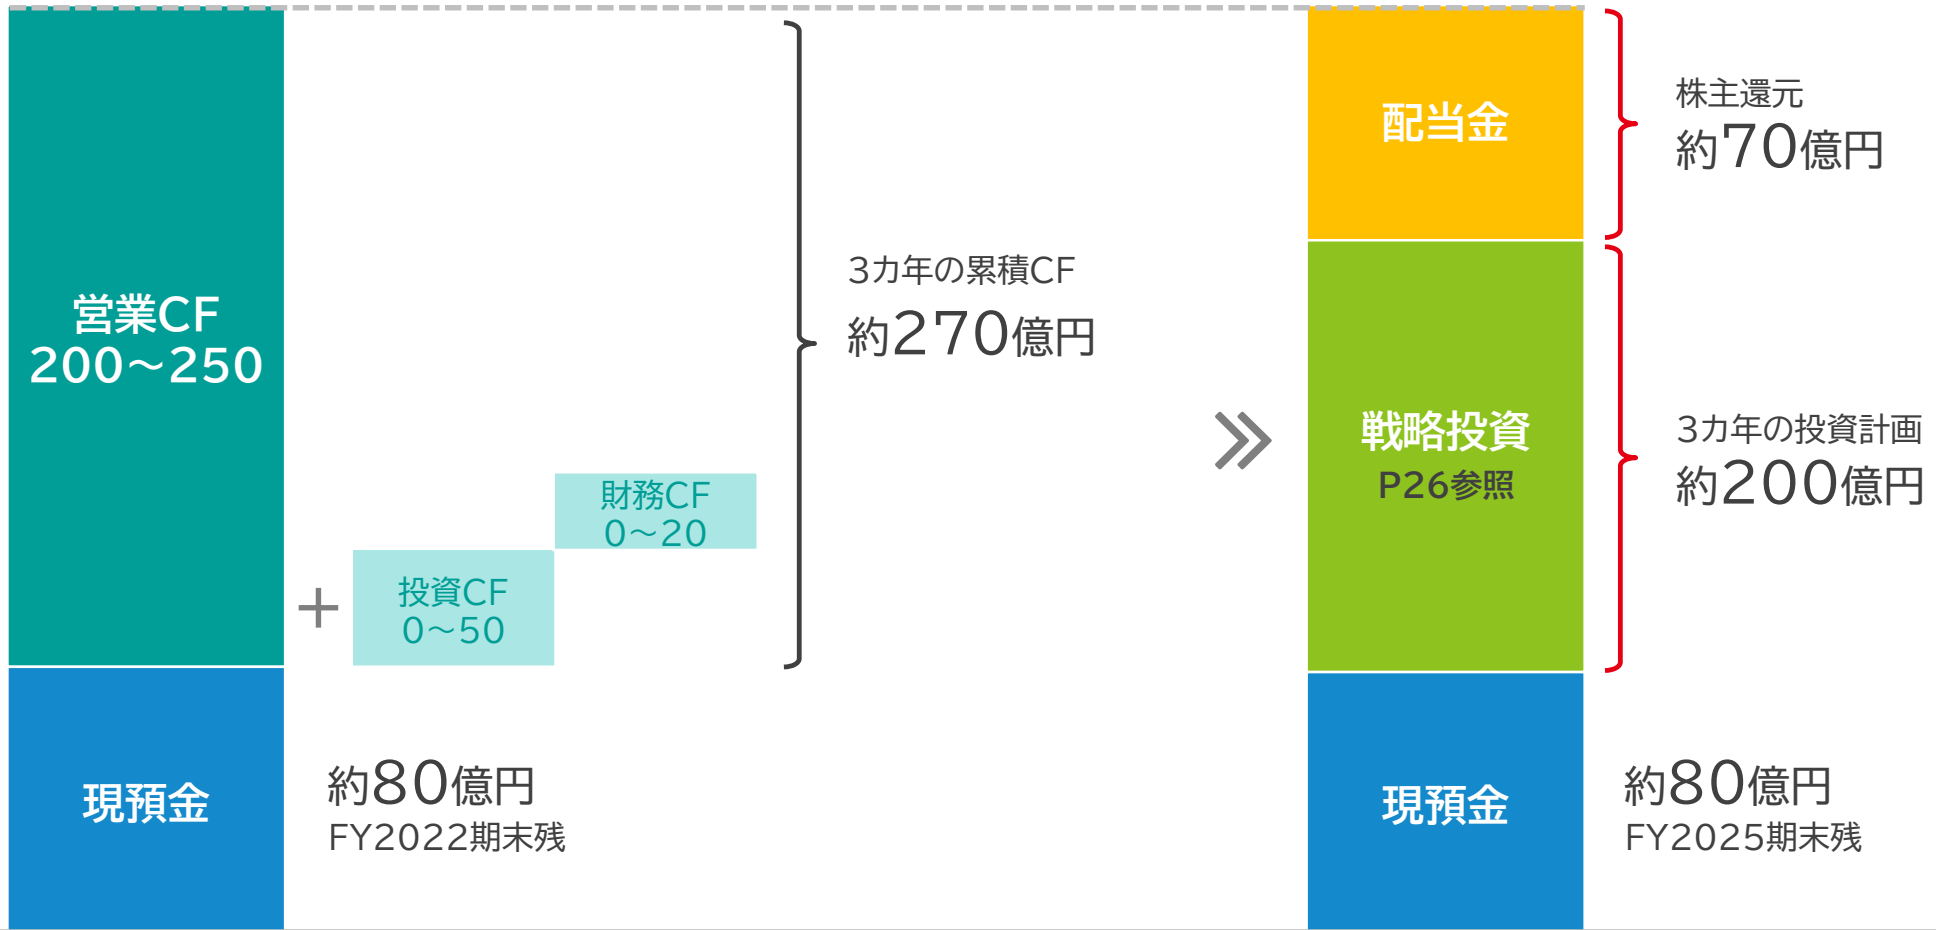 営業CF
200～250
+
投資CF
0～50
財務CF
0～20
3カ年の累積CF
約270億円
現預金
約80億円
FY2022期末残
配当金
株主還元
約70億円
戦略投資
P26参照
3カ年の投資計画
約200億円
現預金
約80億円
FY2025期末残